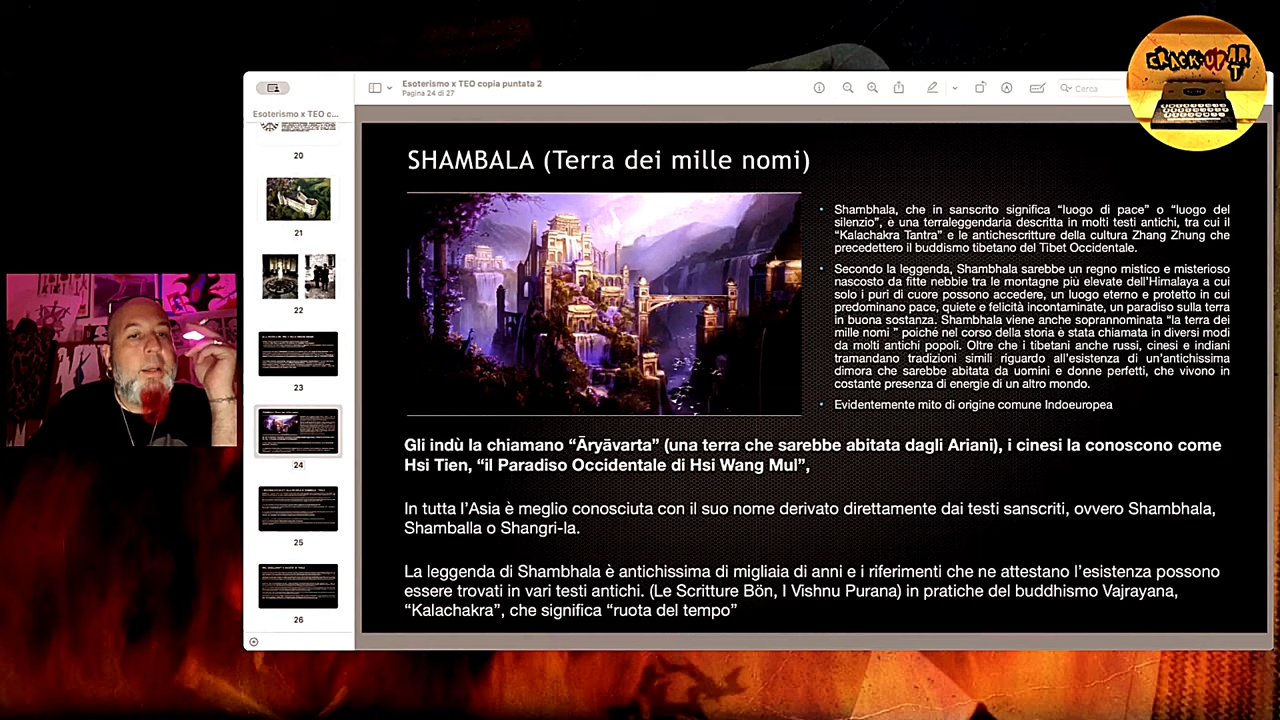 CRACK-UP ART
Esoterismo x TEO copia puntata 2
Pagina 24 di 27
Cerca
Esoterismo x TEO c...
20
21
22
23
24
25
26
SHAMBALA (Terra dei mille nomi)
• Shambhala, che in sanscrito significa “luogo di pace” o “luogo del
silenzio”, è una terraleggendaria descritta in molti testi antichi, tra cui il
“Kalachakra Tantra” e le antichescritture della cultura Zhang Zhung che
precedettero il buddismo tibetano del Tibet Occidentale.
• Secondo la leggenda, Shambhala sarebbe un regno mistico e misterioso
nascosto da fitte nebbie tra le montagne più elevate dell’Himalaya a cui
solo i puri di cuore possono accedere, un luogo eterno e protetto in cui
predominano pace, quiete e felicità incontaminate, un paradiso sulla terra
in buona sostanza. Shambhala viene anche soprannominata “la terra dei
mille nomi ” poiché nel corso della storia è stata chiamata in diversi modi
da molti antichi popoli. Oltre ai tibetani anche russi, cinesi e indiani
tramandano tradizioni riguardo all’esistenza di un’antichissima
dimora che sarebbe abitata da uomini e donne perfetti, che vivono in
costante presenza di energie di un altro mondo.
• Evidentemente mito di origine comune Indoeuropea
Gli indù la chiamano “Āryāvarta” (un tempo sarebbe abitata dagli Arii), i cinesi la conoscono come
Hsi Tien, “il Paradiso Occidentale di Hsi Wang Mul”,
In tutta l’Asia è meglio conosciuta con il suo nome derivato direttamente dai testi sanscriti, ovvero Shambhala,
Shamballa o Shangri-la.
La leggenda di Shambhala è antichissima, di migliaia di anni e i riferimenti che ne attestano l’esistenza possono
essere trovati in vari testi antichi. (Le Scritture Bön, I Vishnu Purana) in pratica nel buddhismo Vajrayana,
“Kalachakra”, che significa “ruota del tempo”